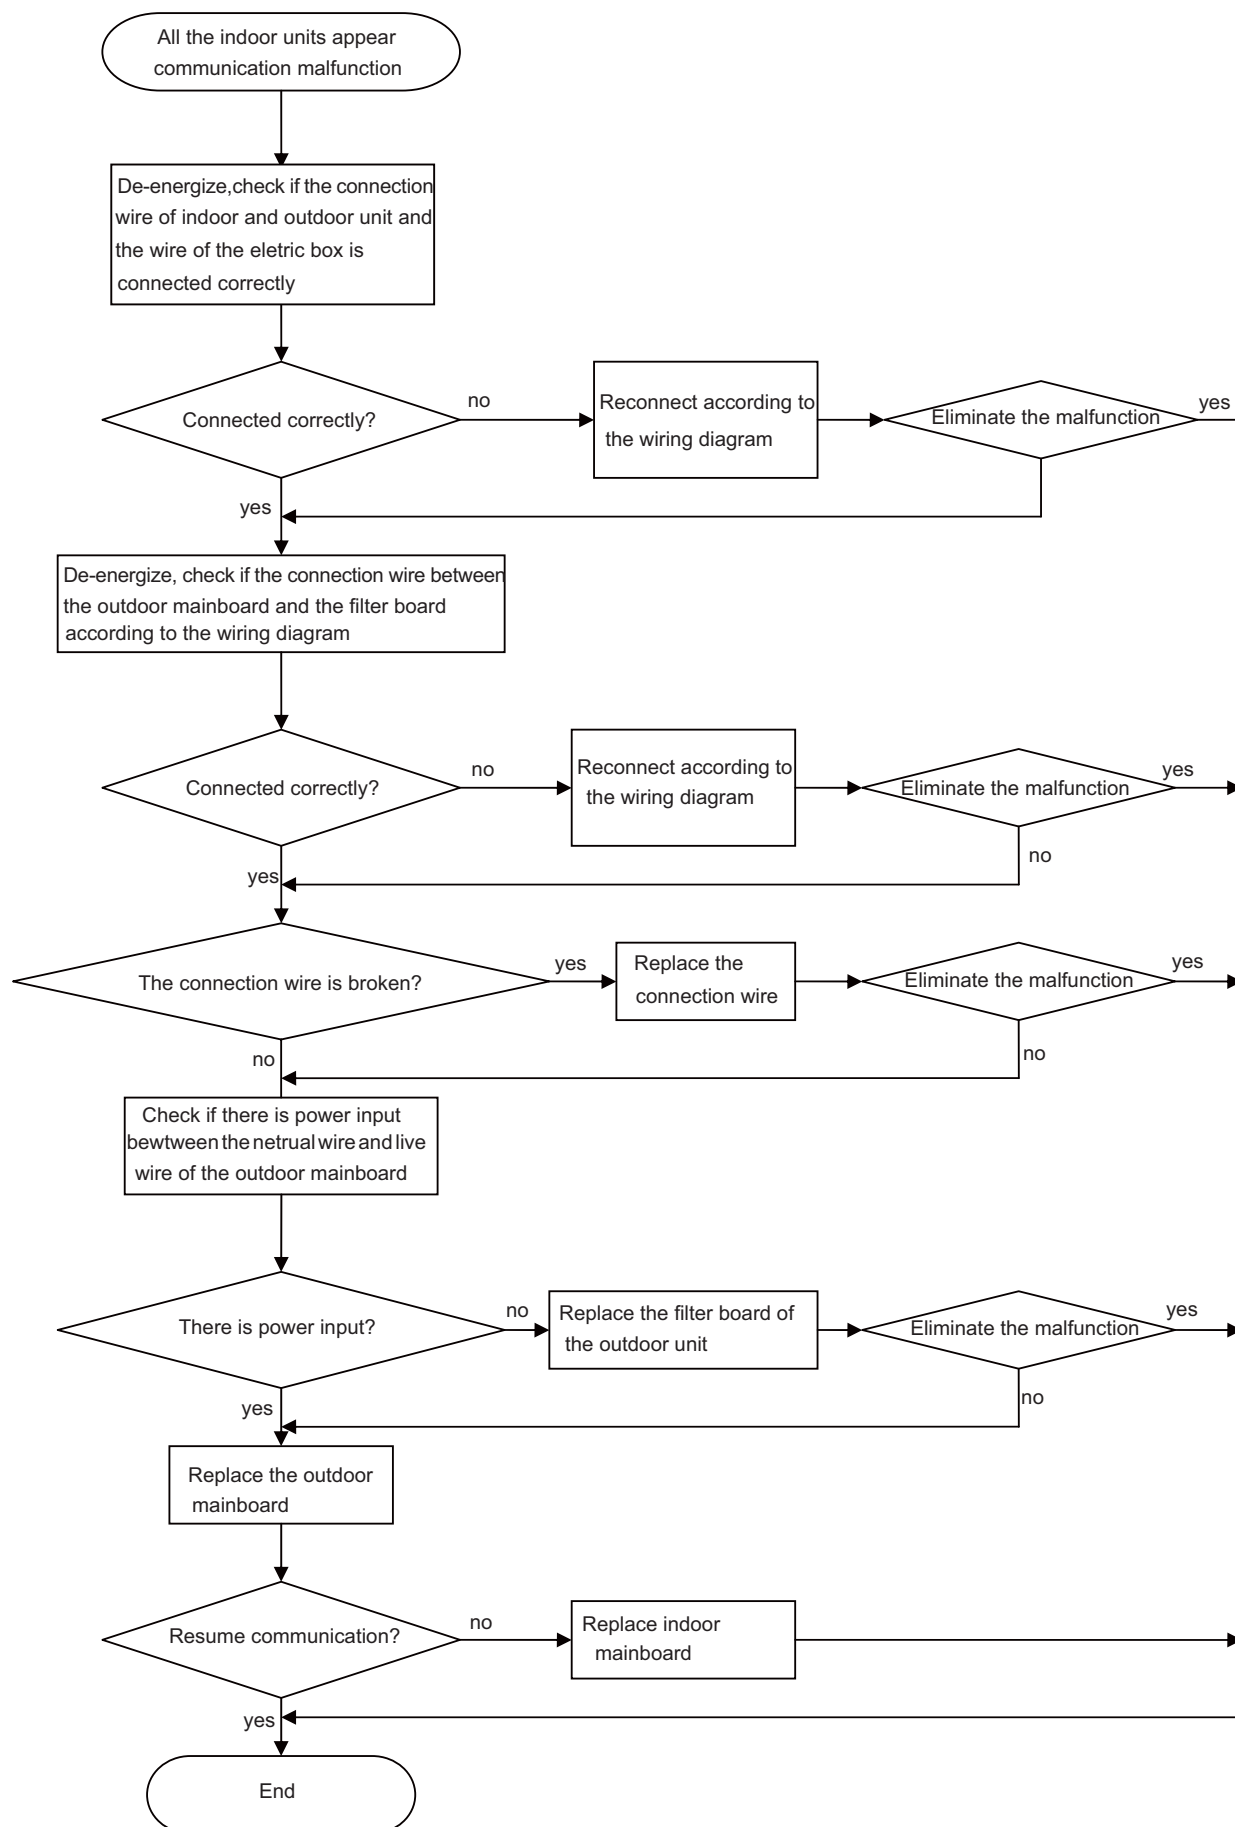 All the indoor units appear
communication malfunction
De-energize,check if the connection
wire of indoor and outdoor unit and
the wire of the eletric box is
connected correctly
Connected correctly?
no
Reconnect according to
the wiring diagram
Eliminate the malfunction
yes
yes
De-energize, check if the connection wire between
the outdoor mainboard and the filter board
according to the wiring diagram
Connected correctly?
no
Reconnect according to
the wiring diagram
Eliminate the malfunction
yes
no
yes
The connection wire is broken?
yes
Replace the
connection wire
Eliminate the malfunction
yes
no
no
Check if there is power input
bewtween the netrual wire and live
wire of the outdoor mainboard
There is power input?
no
Replace the filter board of
the outdoor unit
Eliminate the malfunction
yes
no
yes
Replace the outdoor
mainboard
Resume communication?
no
Replace indoor
mainboard
yes
End